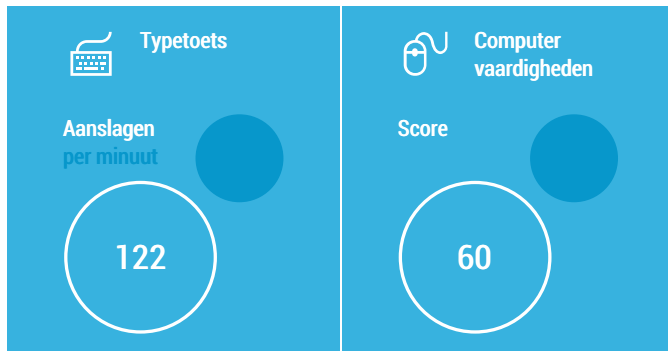 Typetoets
Aanslagen
per minuut
122
Computer
vaardigheden
Score
60